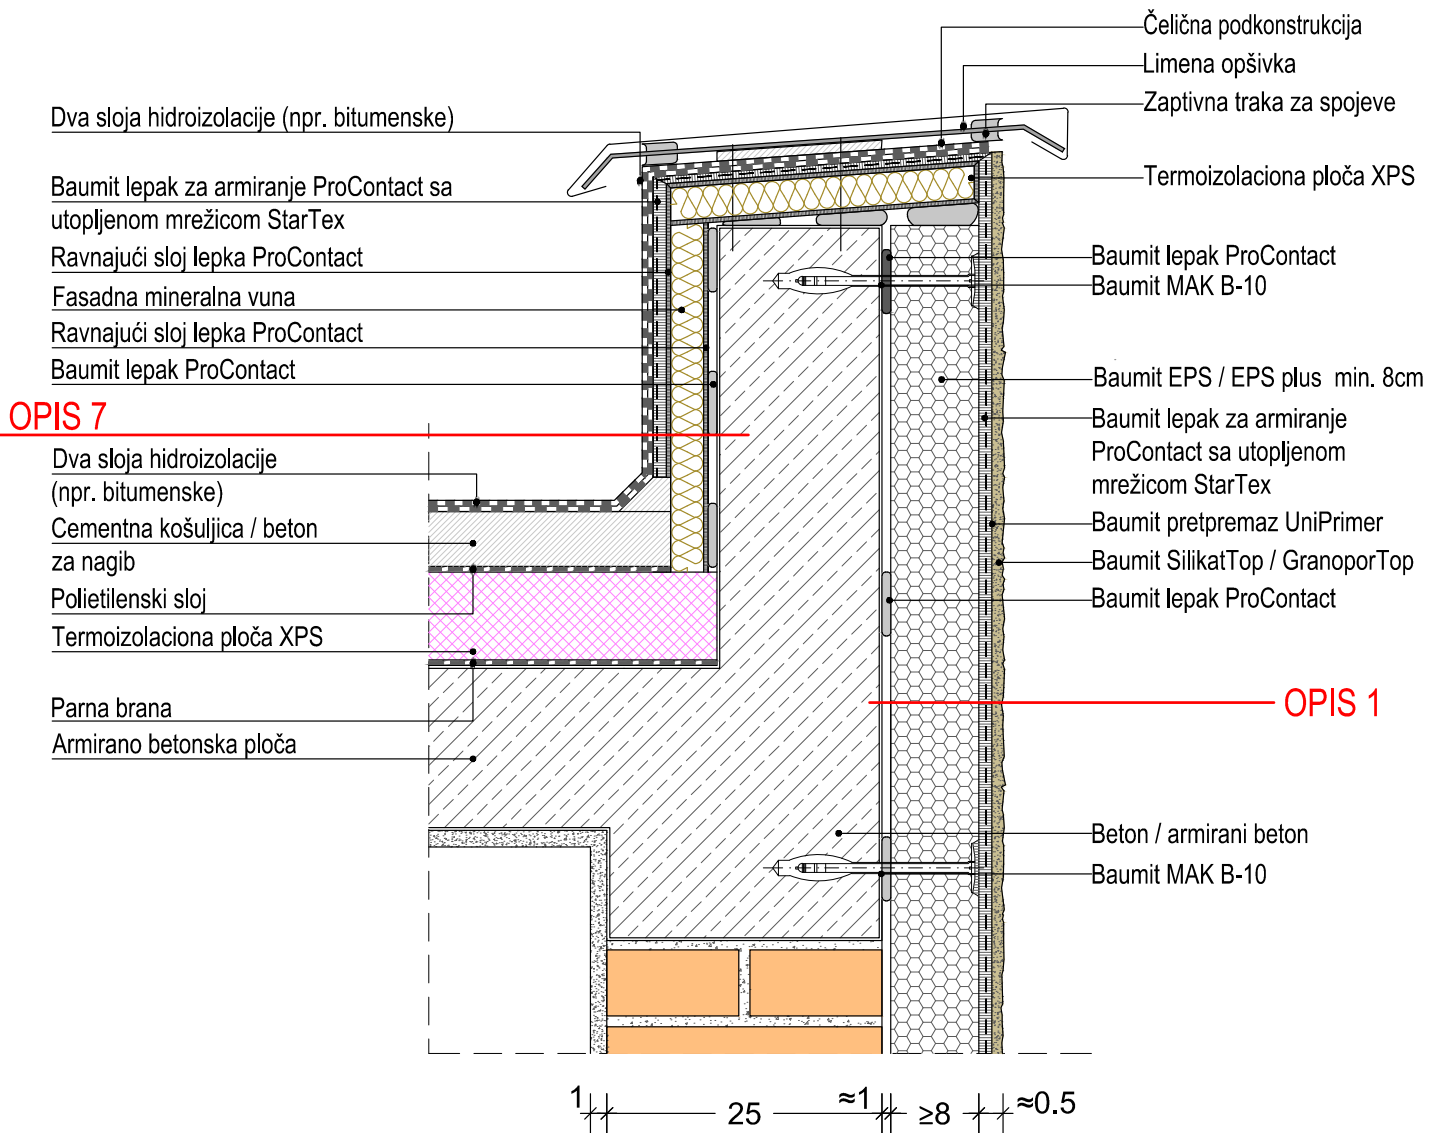 Čelična podkonstrukcija
Limena opšivka
Zaptivna traka za spojeve
Dva sloja hidroizolacije (npr. bitumenske)
Baumit lepak za armiranje ProContact sa
utopljenom mrežicom StarTex
Ravnajući sloj lepka ProContact
Fasadna mineralna vuna
Ravnajući sloj lepka ProContact
Baumit lepak ProContact
OPIS 7
Dva sloja hidroizolacije
(npr. bitumenske)
Cementna košuljica / beton
za nagib
Polietilenski sloj
Termoizolaciona ploča XPS
Parna brana
Armirano betonska ploča
Termoizolaciona ploča XPS
Baumit lepak ProContact
Baumit MAK B-10
Baumit EPS / EPS plus min. 8cm
Baumit lepak za armiranje
ProContact sa utopljenom
mrežicom StarTex
Baumit pretpremaz UniPrimer
Baumit SilikatTop / GranoporTop
Baumit lepak ProContact
OPIS 1
Beton / armirani beton
Baumit MAK B-10
1 25 ≈1 ≥8 ≈0.5